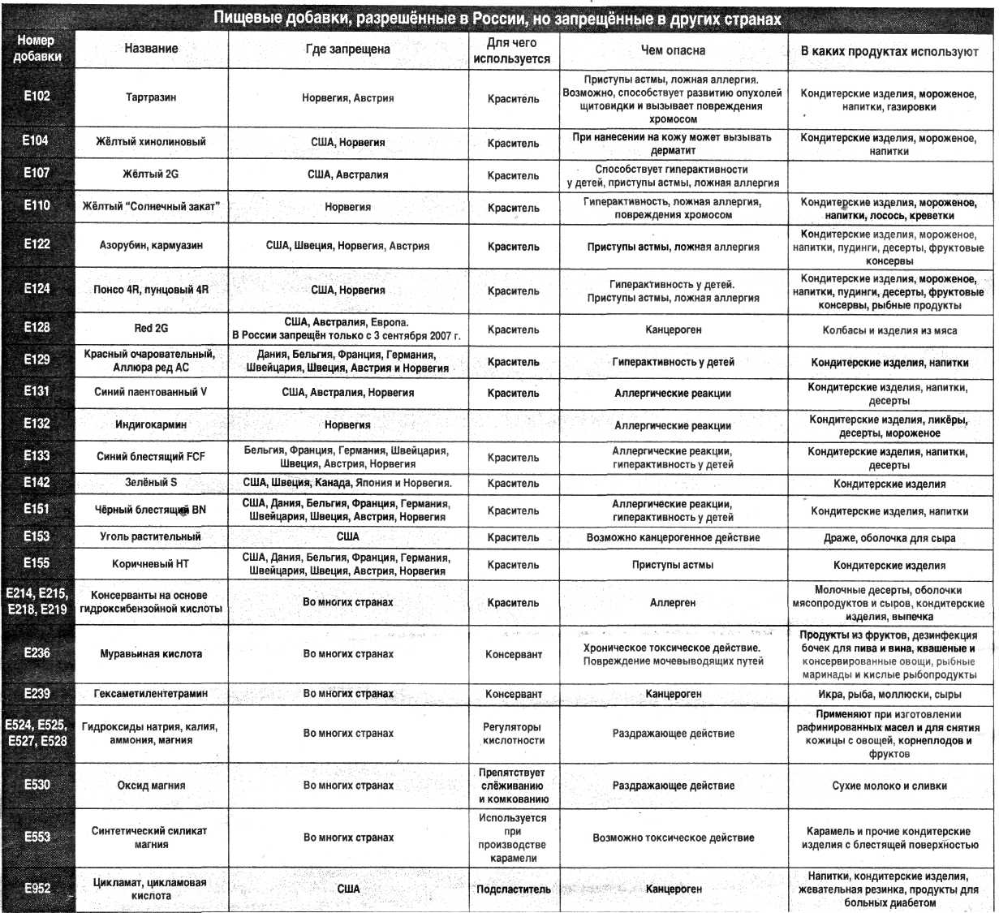 Пищевые добавки, разрешённые в России, но запрещённые в других странах
Номер
добавки
Название
Где запрещена
Для чего
используется
Чем опасна
В каких продуктах используют
E102
Тартразин
Норвегия, Австрия
Краситель
Приступы астмы, ложная аллергия.
Возможно, способствует развитию опухолей
щитовидки и вызывает повреждения
хромосом
Кондитерские изделия, мороженое,
напитки, газировки
E104
Жёлтый хинолиновый
США, Норвегия
Краситель
При нанесении на кожу может вызывать
дерматит
Кондитерские изделия, мороженое,
напитки
E107
Жёлтый 2G
США, Австралия
Краситель
Способствует гиперактивности
у детей, приступы астмы, ложная аллергия
E110
Жёлтый “Солнечный закат”
Норвегия
Краситель
Гиперактивность, ложная аллергия,
повреждения хромосом
Кондитерские изделия, мороженое,
напитки, лосось, креветки
E122
Азорубин, кармуазин
США, Швеция, Норвегия, Австрия
Краситель
Приступы астмы, ложная аллергия
Кондитерские изделия, мороженое,
напитки, пудинги, десерты, фруктовые
консервы
E124
Понсо 4R, пунцовый 4R
США, Норвегия
Краситель
Гиперактивность у детей.
Приступы астмы, ложная аллергия
Кондитерские изделия, мороженое,
напитки, пудинги, десерты, фруктовые
консервы, рыбные продукты
E128
Red 2G
США, Австралия, Европа.
В России запрещён только с 3 сентября 2007 г.
Краситель
Канцероген
Колбасы и изделия из мяса
E129
Красный очаровательный,
Аллюра ред АС
Дания, Бельгия, Франция, Германия,
Швейцария, Швеция, Австрия и Норвегия
Краситель
Гиперактивность у детей
Кондитерские изделия, напитки
E131
Синий паентованный V
США, Австралия, Норвегия
Краситель
Аллергические реакции
Кондитерские изделия, напитки,
десерты
E132
Индигокармин
Норвегия
Аллергические реакции
Кондитерские изделия, ликёры,
десерты, мороженое
E133
Синий блестящий FCF
Бельгия, Франция, Германия, Швейцария,
Швеция, Австрия, Норвегия
Краситель
Аллергические реакции,
гиперактивность у детей
Кондитерские изделия, напитки,
десерты
E142
Зелёный S
США, Швеция, Канада, Япония и Норвегия.
Краситель
Кондитерские изделия
E151
Чёрный блестящий BN
США, Дания, Бельгия, Франция, Германия,
Швейцария, Швеция, Австрия, Норвегия
Краситель
Аллергические реакции,
гиперактивность у детей
Кондитерские изделия, напитки
E153
Уголь растительный
США
Краситель
Возможно канцерогенное действие
Драже, оболочка для сыра
E155
Коричневый НТ
США, Дания, Бельгия, Франция, Германия,
Швейцария, Швеция, Австрия, Норвегия
Краситель
Приступы астмы
Кондитерские изделия
E214, E215,
E218, E219
Консерванты на основе
гидроксибензойной кислоты
Во многих странах
Краситель
Аллерген
Молочные десерты, оболочки
мясопродуктов и сыров, кондитерские
изделия, выпечка
E236
Муравьиная кислота
Во многих странах
Консервант
Хроническое токсическое действие.
Повреждение мочевыводящих путей
Продукты из фруктов, дезинфекция
бочек для пива и вина, квашеные и
консервированные овощи, рыбные
маринады и кислые рыбопродукты
E239
Гексаметилентетрамин
Во многих странах
Консервант
Канцероген
Икра, рыба, моллюски, сыры
E524, E525,
E527, E528
Гидроксиды натрия, калия,
аммония, магния
Во многих странах
Регуляторы
кислотности
Раздражающее действие
Применяют при изготовлении
рафинированных масел и для снятия
кожицы с овощей, корнеплодов и
фруктов
E530
Оксид магния
Во многих странах
Препятствует
слёживанию
и комкованию
Раздражающее действие
Сухие молоко и сливки
E553
Синтетический силикат
магния
Во многих странах
Используется
при
производстве
карамели
Возможно токсическое действие
Карамель и прочие кондитерские
изделия с блестящей поверхностью
E952
Цикламат, цикламовая
кислота
США
Подсластитель
Канцероген
Напитки, кондитерские изделия,
жевательная резинка, продукты для
больных диабетом